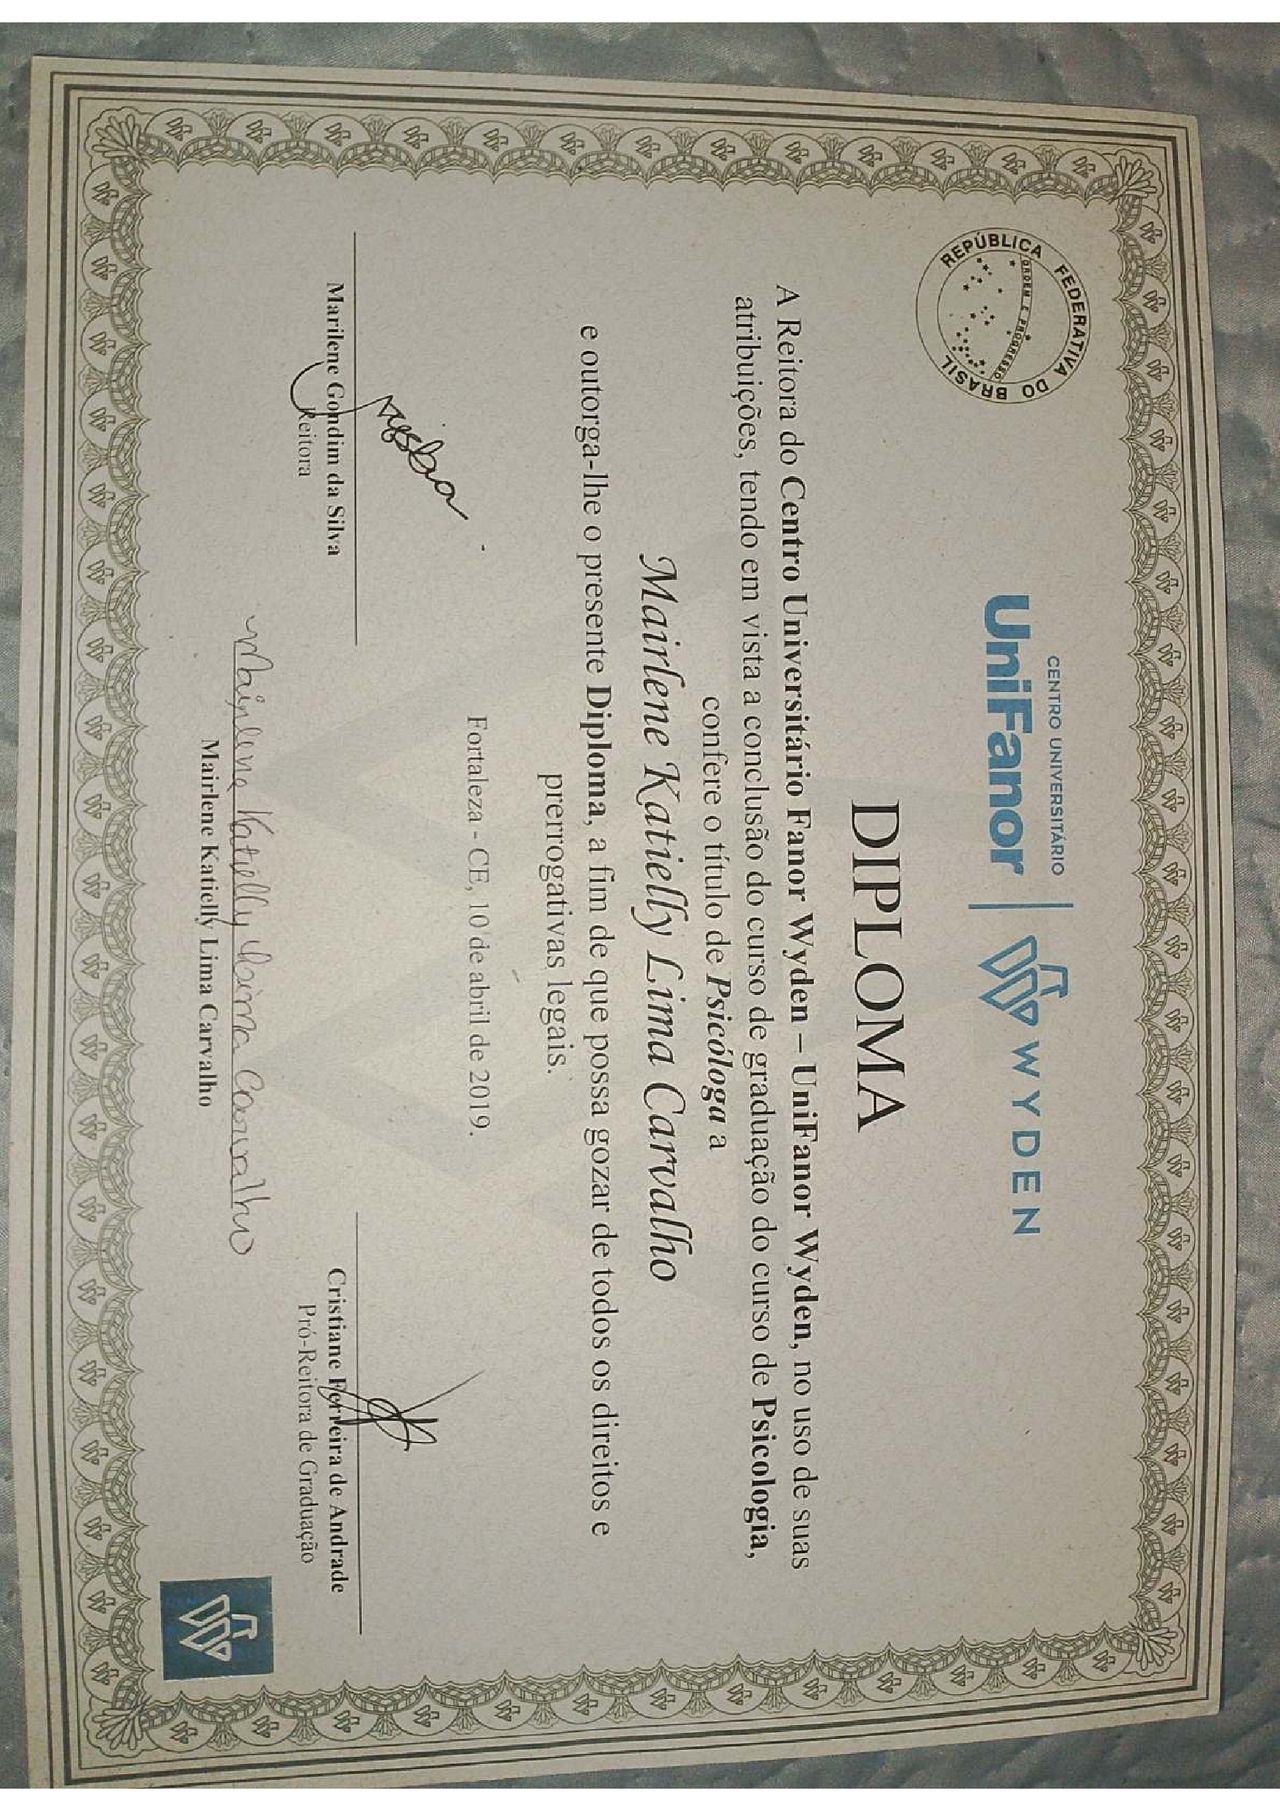 REPÚBLICA FEDERATIVA DO BRASIL
ORDEM E PROGRESSO
CENTRO UNIVERSITÁRIO
UniFanor
WYDEN
DIPLOMA
A Reitora do Centro Universitário Fanor Wyden – UniFanor Wyden, no uso de suas
atribuições, tendo em vista a conclusão do curso de graduação do curso de Psicologia,
confere o título de Psicóloga a
Mairlene Katielly Lima Carvalho
e outorga-lhe o presente Diploma, a fim de que possa gozar de todos os direitos e
prerrogativas legais.
Fortaleza - CE, 10 de abril de 2019.
Marilene Gondim da Silva
Reitora
Cristiane Ferreira de Andrade
Pró-Reitora de Graduação
Mairlene Katielly Lima Carvalho
Mairlene Katielly Lima Carvalho